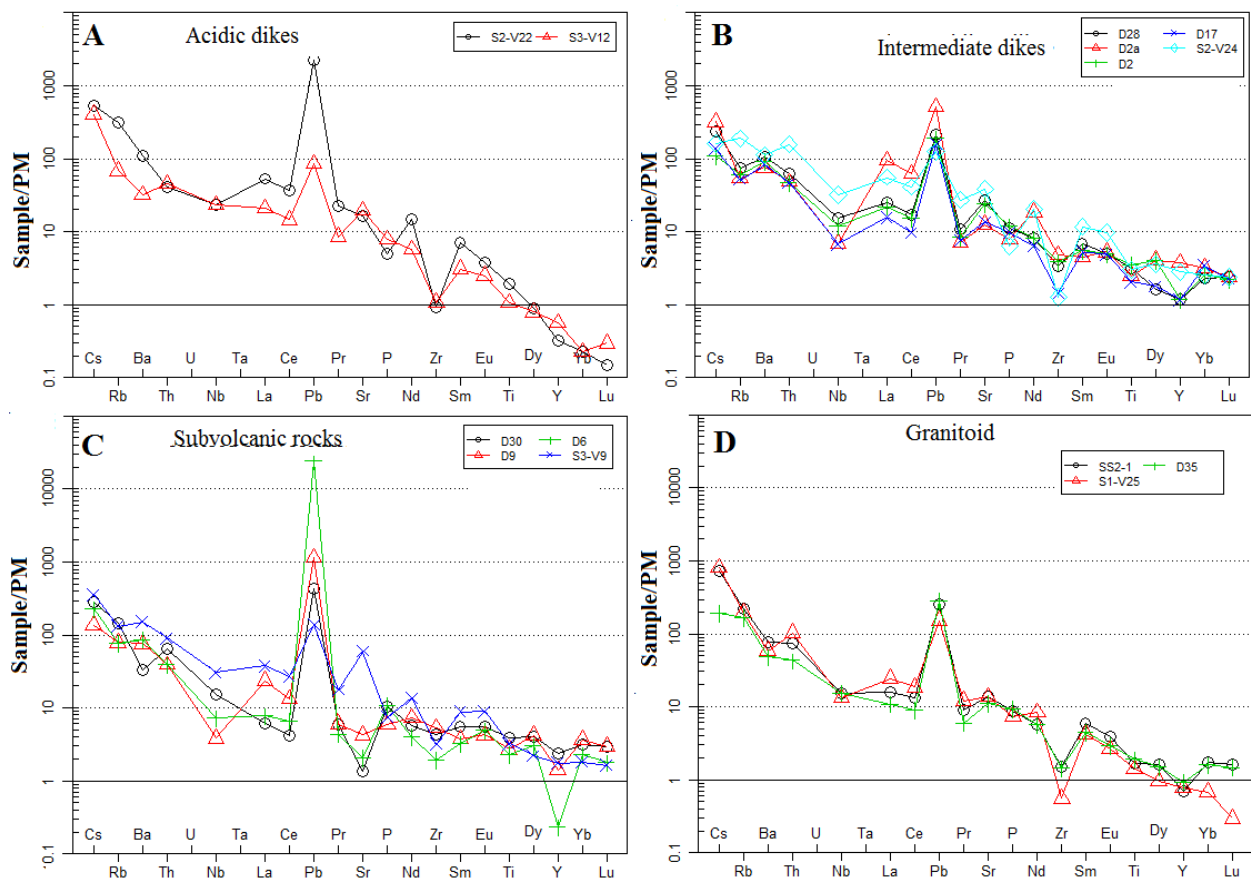 A
Acidic dikes
S2-V22
S3-V12
Sample/PM
1000
100
10
1
0.1
Cs
Ba
U
Ta
Ce
Pr
P
Zr
Eu
Dy
Yb
Rb
Th
Nb
La
Pb
Sr
Nd
Sm
Ti
Y
Lu
B
Intermediate dikes
D28
D17
D2a
S2-V24
D2
Sample/PM
1000
100
10
1
0.1
Cs
Ba
U
Ta
Ce
Pr
P
Zr
Eu
Dy
Yb
Rb
Th
Nb
La
Pb
Sr
Nd
Sm
Ti
Y
Lu
C
Subvolcanic rocks
D30
D6
D9
S3-V9
Sample/PM
10000
1000
100
10
1
0.1
Cs
Ba
U
Ta
Ce
Pr
P
Zr
Eu
Dy
Yb
Rb
Th
Nb
La
Pb
Sr
Nd
Sm
Ti
Y
Lu
D
Granitoid
SS2-1
D35
S1-V25
Sample/PM
10000
1000
100
10
1
0.1
Cs
Ba
U
Ta
Ce
Pr
P
Zr
Eu
Dy
Yb
Rb
Th
Nb
La
Pb
Sr
Nd
Sm
Ti
Y
Lu